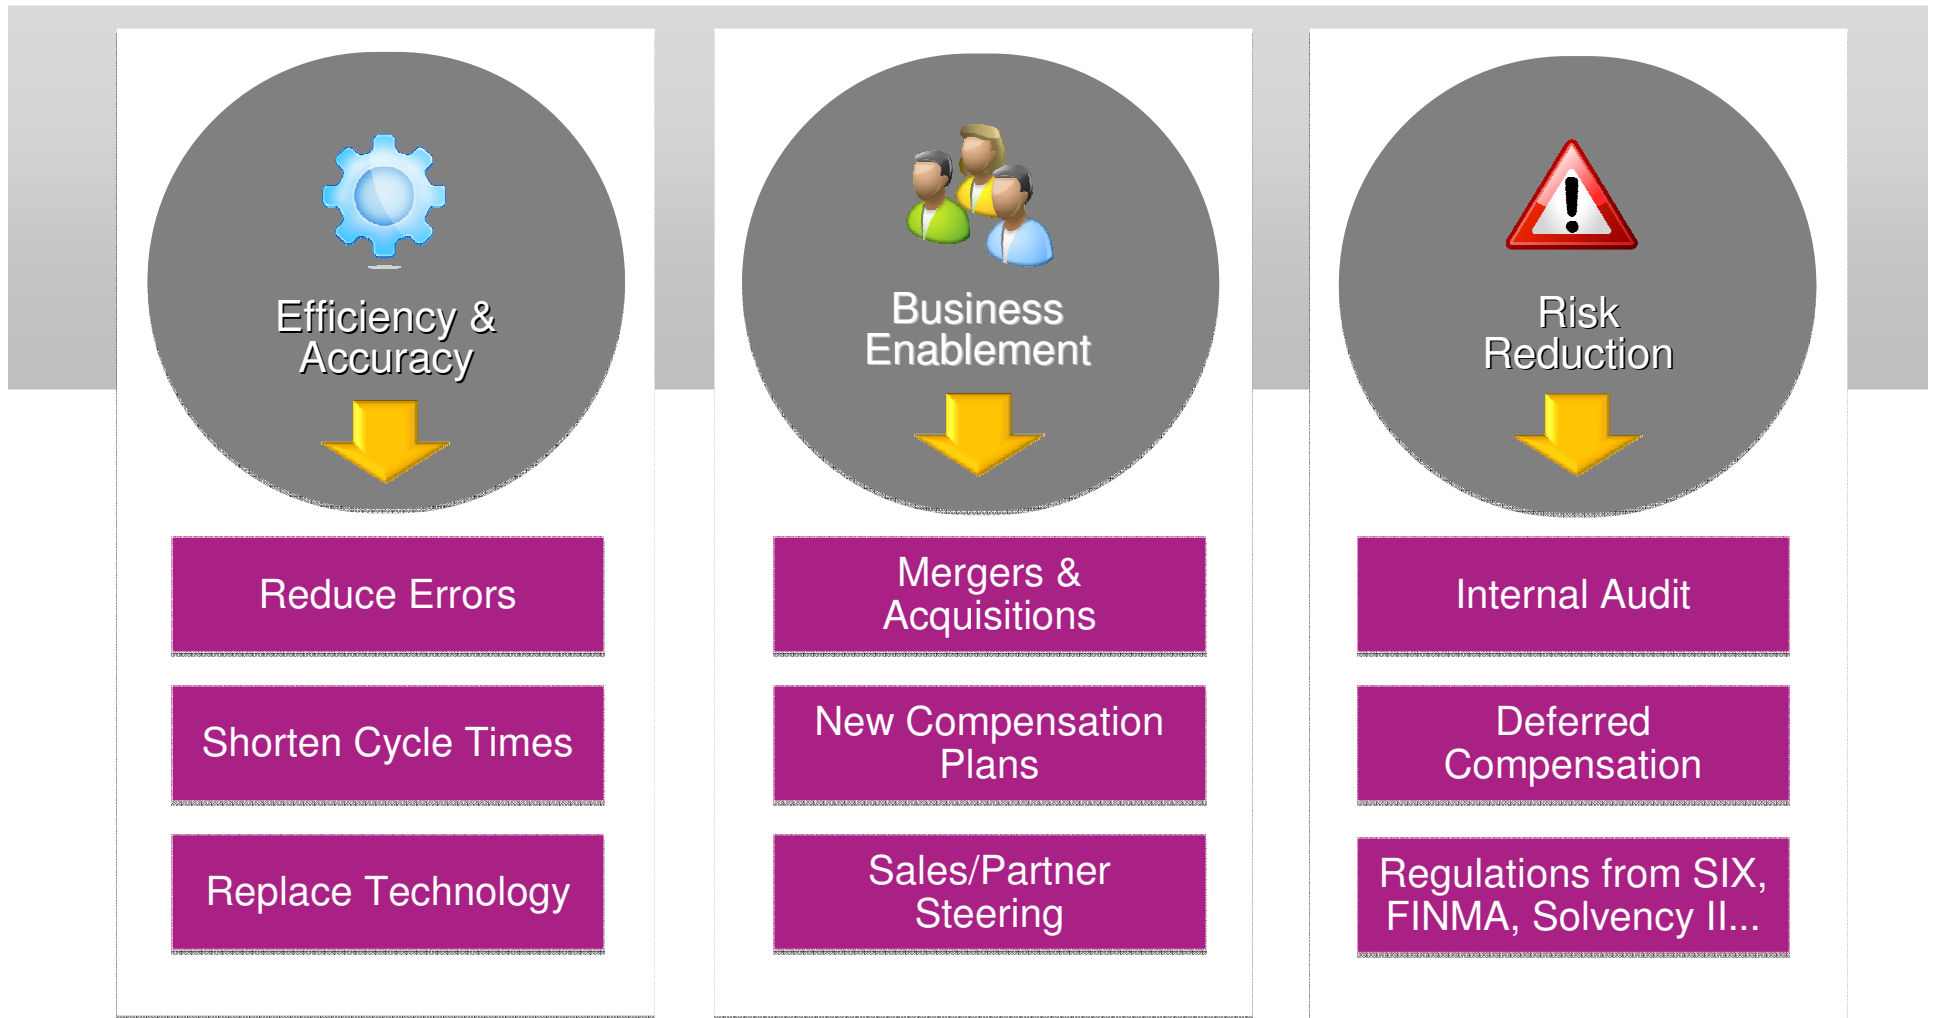 Efficiency &
Accuracy
Reduce Errors
Shorten Cycle Times
Replace Technology
Business
Enablement
Mergers &
Acquisitions
New Compensation
Plans
Sales/Partner
Steering
Risk
Reduction
Internal Audit
Deferred
Compensation
Regulations from SIX,
FINMA, Solvency II...